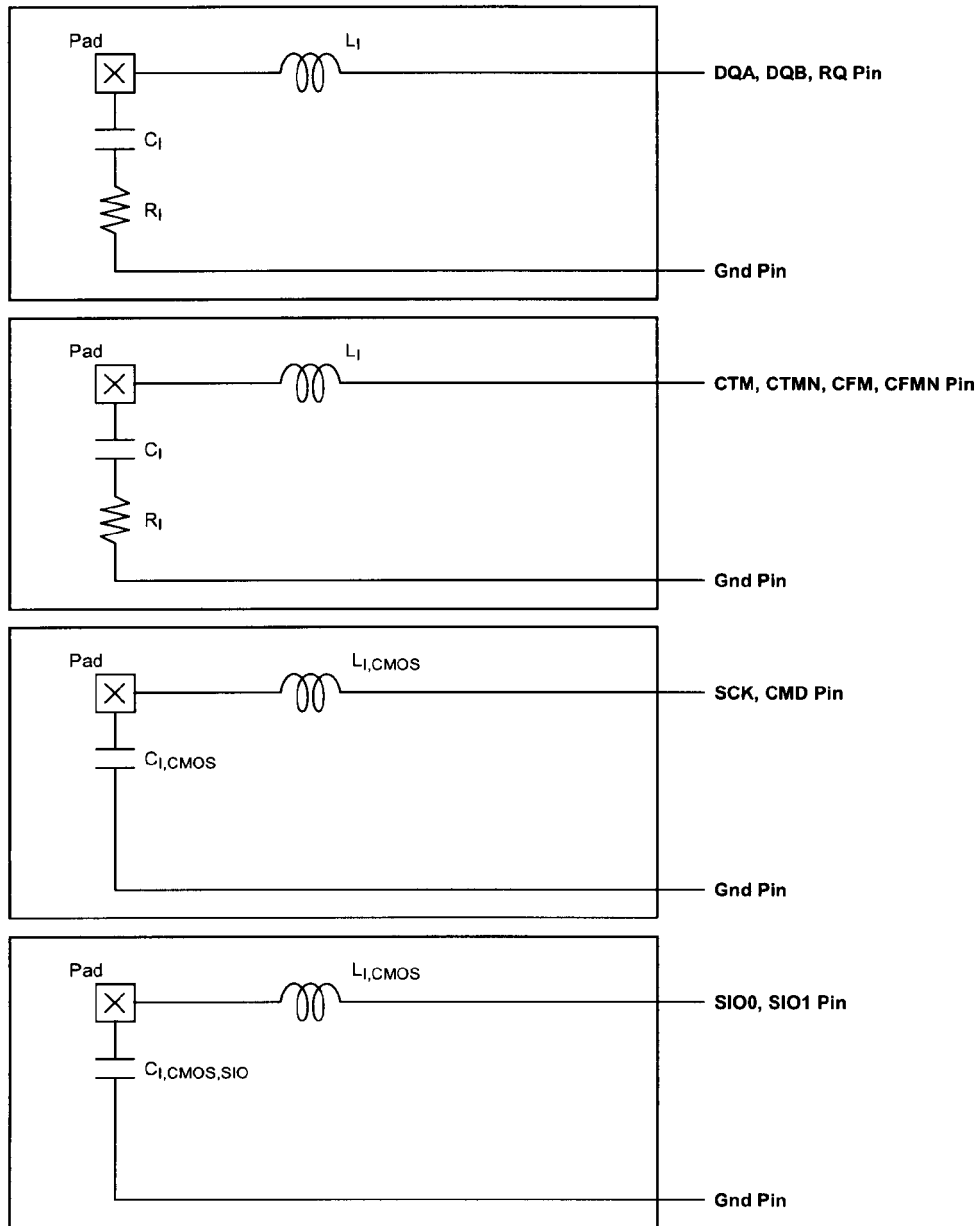 Pad
L_I
DQA, DQB, RQ Pin
C_I
R_I
Gnd Pin
Pad
L_I
CTM, CTMN, CFM, CFMN Pin
C_I
R_I
Gnd Pin
Pad
L_I,CMOS
SCK, CMD Pin
C_I,CMOS
Gnd Pin
Pad
L_I,CMOS
SIO0, SIO1 Pin
C_I,CMOS,SIO
Gnd Pin